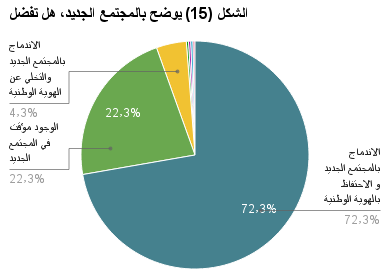 الشكل (15) يوضح بالمجتمع الجديد، هل تفضل
الاندماج
بالمجتمع الجديد
والتخلي عن
الهوية الوطنية
4,3%
الوجود موقت
في المجتمع
الجديد
22,3%
22,3%
الاندماج
بالمجتمع الجديد
و الاحتفاظ
بالهوية الوطنية
72,3%
72,3%